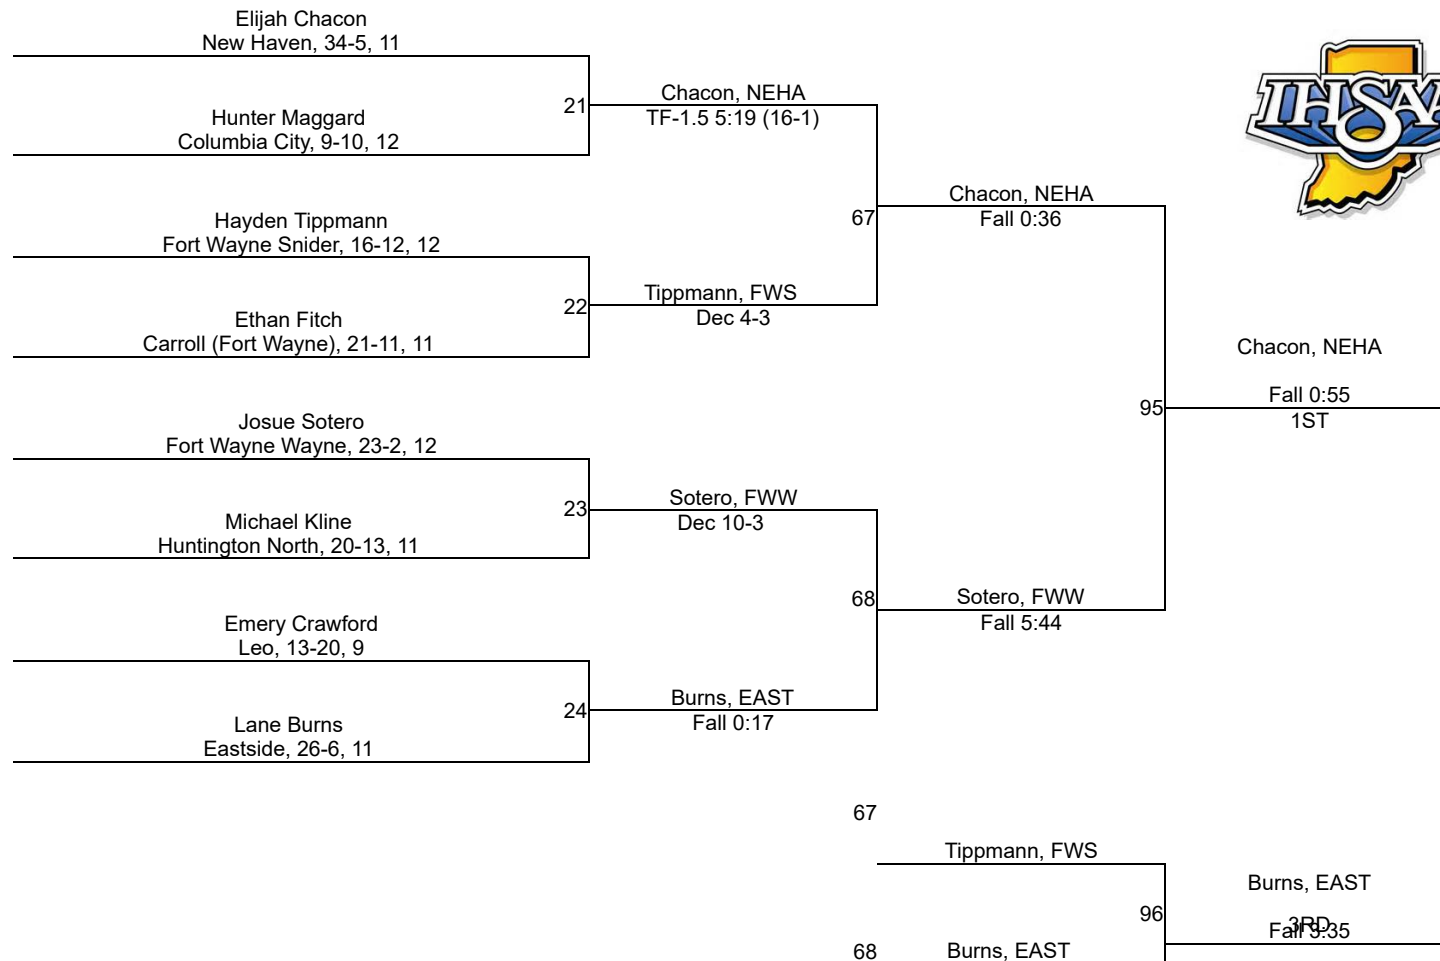 Elijah Chacon
New Haven, 34-5, 11
21
Chacon, NEHA
TF-1.5 5:19 (16-1)
Hunter Maggard
Columbia City, 9-10, 12
67
Chacon, NEHA
Fall 0:36
IHSAA
Hayden Tippmann
Fort Wayne Snider, 16-12, 12
22
Tippmann, FWS
Dec 4-3
Ethan Fitch
Carroll (Fort Wayne), 21-11, 11
95
Chacon, NEHA
Fall 0:55
1ST
Josue Sotero
Fort Wayne Wayne, 23-2, 12
23
Sotero, FWW
Dec 10-3
Michael Kline
Huntington North, 20-13, 11
68
Sotero, FWW
Fall 5:44
Emery Crawford
Leo, 13-20, 9
24
Burns, EAST
Fall 0:17
Lane Burns
Eastside, 26-6, 11
67
Tippmann, FWS
96
Burns, EAST
3RD
Fall :35
68
Burns, EAST